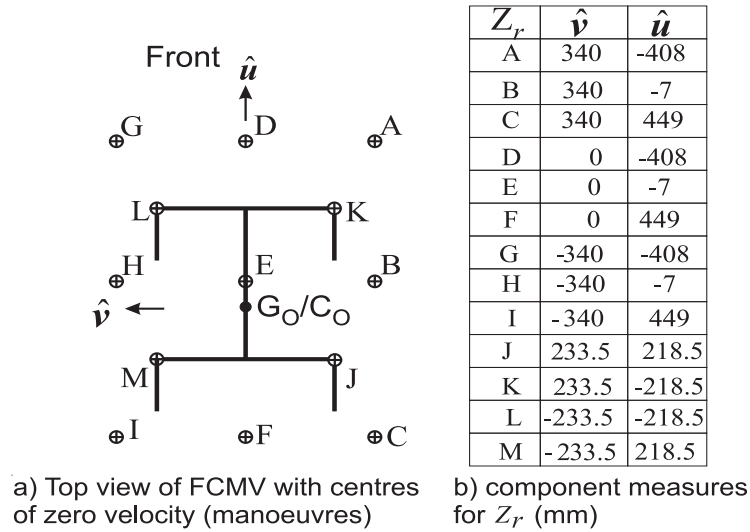 Front û
G D A
L K
H E B
v̂ G_O/C_O
M J
I F C
a) Top view of FCMV with centres
of zero velocity (manoeuvres)
Z_r v̂ û
A 340 -408
B 340 -7
C 340 449
D 0 -408
E 0 -7
F 0 449
G -340 -408
H -340 -7
I -340 449
J 233.5 218.5
K 233.5 -218.5
L -233.5 -218.5
M -233.5 218.5
b) component measures
for Z_r (mm)